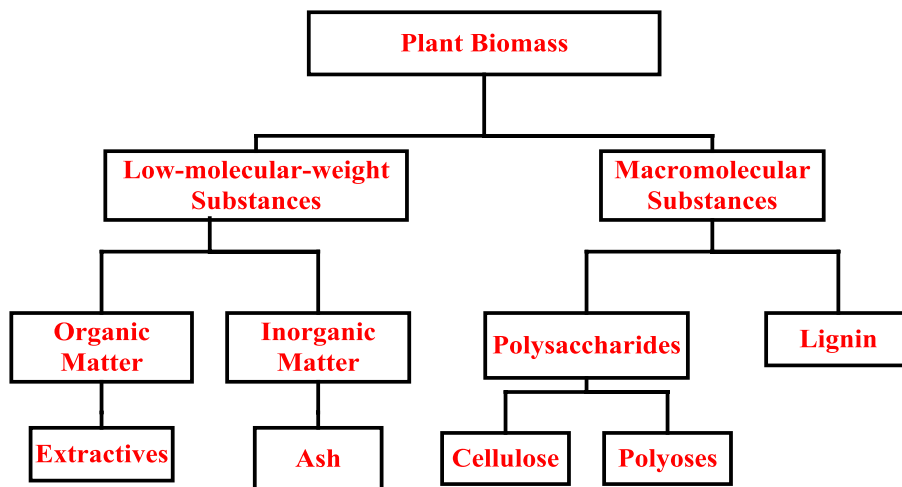 Plant Biomass
Low-molecular-weight
Substances
Macromolecular
Substances
Organic
Matter
Inorganic
Matter
Polysaccharides
Lignin
Extractives
Ash
Cellulose
Polyoses